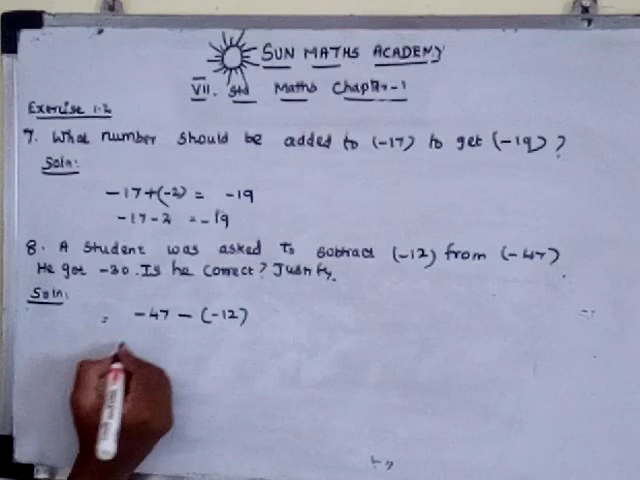 SUN MATHS ACADEMY
VII. Std Maths Chapter-1
Exercise 1.2
7. What number should be added to (-17) to get (-19)?
Soln:
-17+(-2) = -19
-17-2 = -19
8. A Student was asked to subtract (-12) from (-47)
He got -30. Is he correct? Justify.
Soln:
= -47 - (-12)